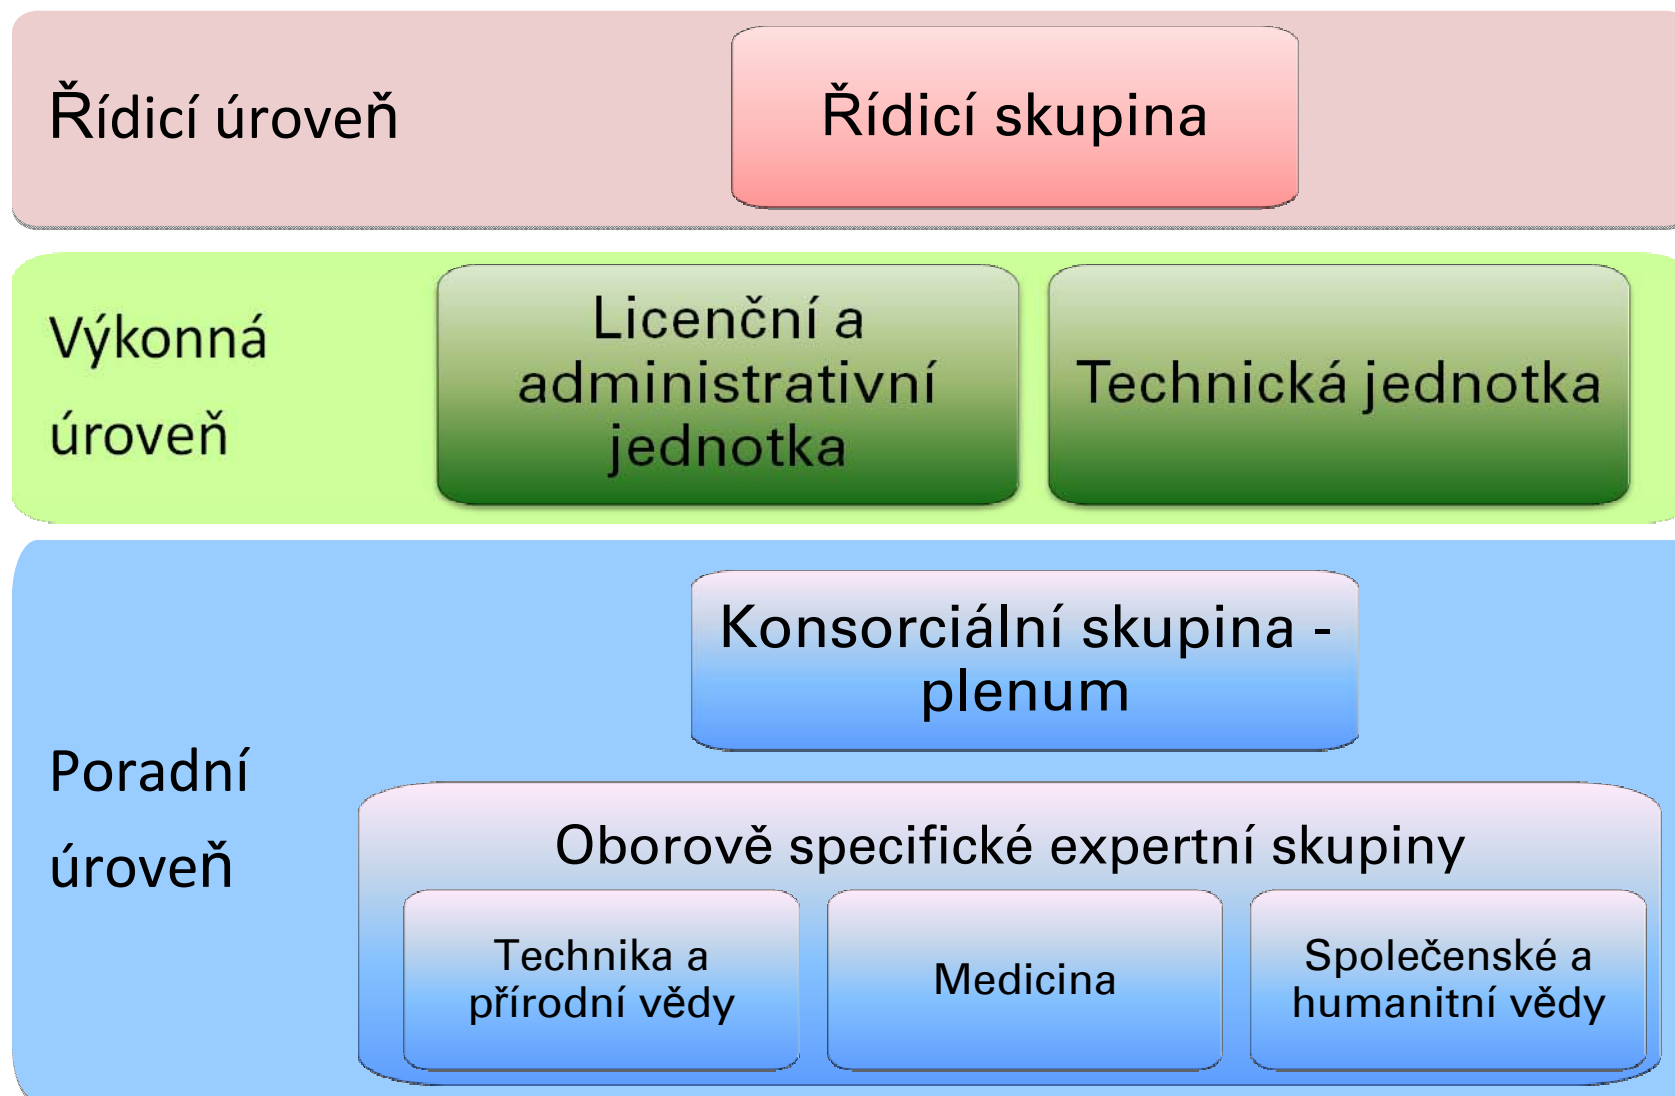 Řídicí úroveň
Řídicí skupina
Výkonná
úroveň
Licenční a
administrativní
jednotka
Technická jednotka
Poradní
úroveň
Konsorciální skupina -
plenum
Oborově specifické expertní skupiny
Technika a
přírodní vědy
Medicina
Společenské a
humanitní vědy